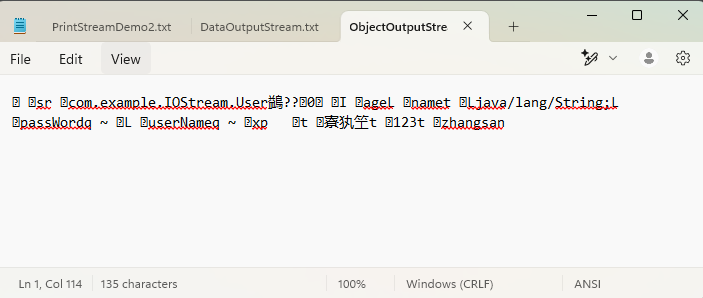 PrintStreamDemo2.txt
DataOutputStream.txt
ObjectOutputStre
File
Edit
View
sr com.example.IOStream.User鵲??0 I ageL namet Ljava/lang/String;L
passWordq ~ L userNameq ~ xp t 寮犱笁t 123t zhangsan
Ln 1, Col 114
135 characters
100%
Windows (CRLF)
ANSI